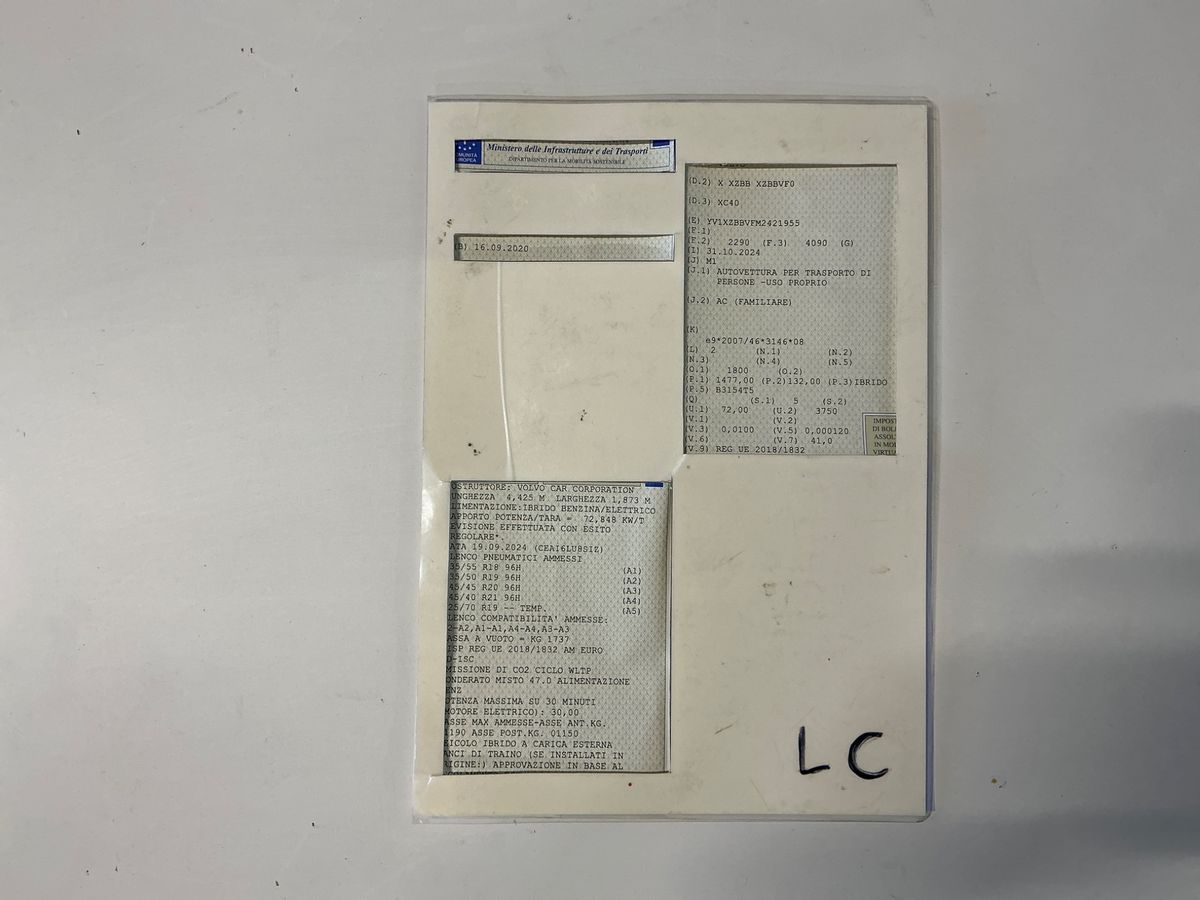 MUNITÀ
UROPEA
Ministero delle Infrastrutture e dei Trasporti
DIPARTIMENTO PER LA MOBILITÀ SOSTENIBILE
(B) 16.09.2020
(D.2) X XZBB XZBBVF0
(D.3) XC40
(E) YV1XZBBVFM2421955
(F.1)
(F.2) 2290 (F.3) 4090 (G)
(I) 31.10.2024
(J) M1
(J.1) AUTOVETTURA PER TRASPORTO DI
PERSONE -USO PROPRIO
(J.2) AC (FAMILIARE)
(K)
e9*2007/46*3146*08
(L) 2 (N.1) (N.2)
(N.3) (N.4) (N.5)
(O.1) 1800 (O.2)
(P.1) 1477,00 (P.2)132,00 (P.3)IBRIDO
(P.5) B3154T5
(Q) (S.1) 5 (S.2)
(U.1) 72,00 (U.2) 3750
(V.1) (V.2)
(V.3) 0,0100 (V.5) 0,000120
(V.6) (V.7) 41,0
(V.9) REG UE 2018/1832
IMPOST
DI BOL
ASSOL
IN MO
VIRTUA
OSTRUTTORE: VOLVO CAR CORPORATION
UNGHEZZA 4,425 M LARGHEZZA 1,873 M
LIMENTAZIONE:IBRIDO BENZINA/ELETTRICO
APPORTO POTENZA/TARA = 72,848 KW/T
EVISIONE EFFETTUATA CON ESITO
REGOLARE*.
ATA 19.09.2024 (CEAI6LU8SIZ)
LENCO PNEUMATICI AMMESSI
35/55 R18 96H (A1)
35/50 R19 96H (A2)
45/45 R20 96H (A3)
45/40 R21 96H (A4)
25/70 R19 -- TEMP. (A5)
LENCO COMPATIBILITA' AMMESSE:
2-A2,A1-A1,A4-A4,A3-A3
ASSA A VUOTO = KG 1737
ISP REG UE 2018/1832 AM EURO
D-ISC
MISSIONE DI CO2 CICLO WLTP
ONDERATO MISTO 47.0 ALIMENTAZIONE
ENZ
OTENZA MASSIMA SU 30 MINUTI
MOTORE ELETTRICO): 30,00
ASSE MAX AMMESSE-ASSE ANT.KG.
1190 ASSE POST.KG. 01150
EICOLO IBRIDO A CARICA ESTERNA
ANCI DI TRAINO (SE INSTALLATI IN
RIGINE:) APPROVAZIONE IN BASE AL
LC